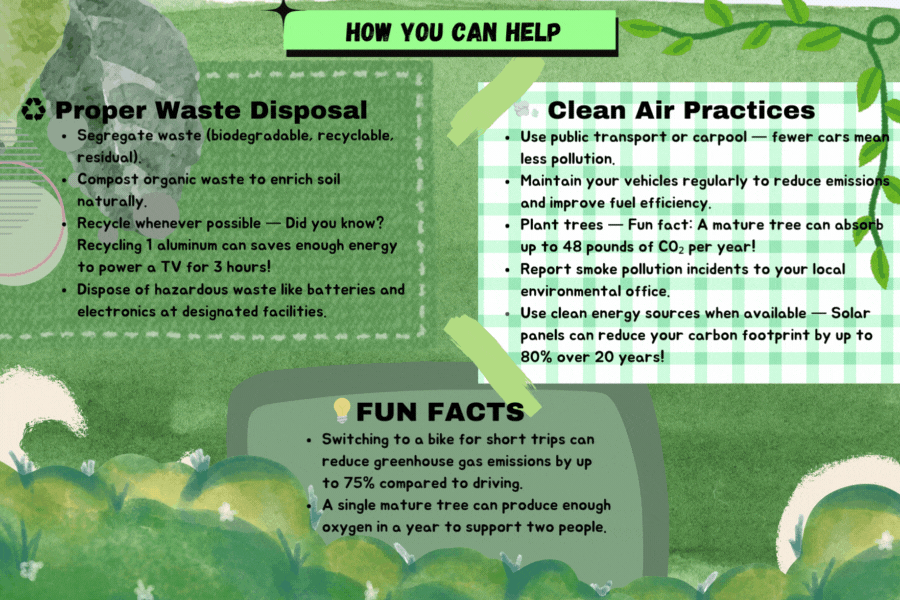 HOW YOU CAN HELP
♻ Proper Waste Disposal
• Segregate waste (biodegradable, recyclable,
residual).
• Compost organic waste to enrich soil
naturally.
• Recycle whenever possible — Did you know?
Recycling 1 aluminum can saves enough energy
to power a TV for 3 hours!
• Dispose of hazardous waste like batteries and
electronics at designated facilities.
Clean Air Practices
• Use public transport or carpool — fewer cars mean
less pollution.
• Maintain your vehicles regularly to reduce emissions
and improve fuel efficiency.
• Plant trees — Fun fact: A mature tree can absorb
up to 48 pounds of CO₂ per year!
• Report smoke pollution incidents to your local
environmental office.
• Use clean energy sources when available — Solar
panels can reduce your carbon footprint by up to
80% over 20 years!
💡FUN FACTS
• Switching to a bike for short trips can
reduce greenhouse gas emissions by up
to 75% compared to driving.
• A single mature tree can produce enough
oxygen in a year to support two people.